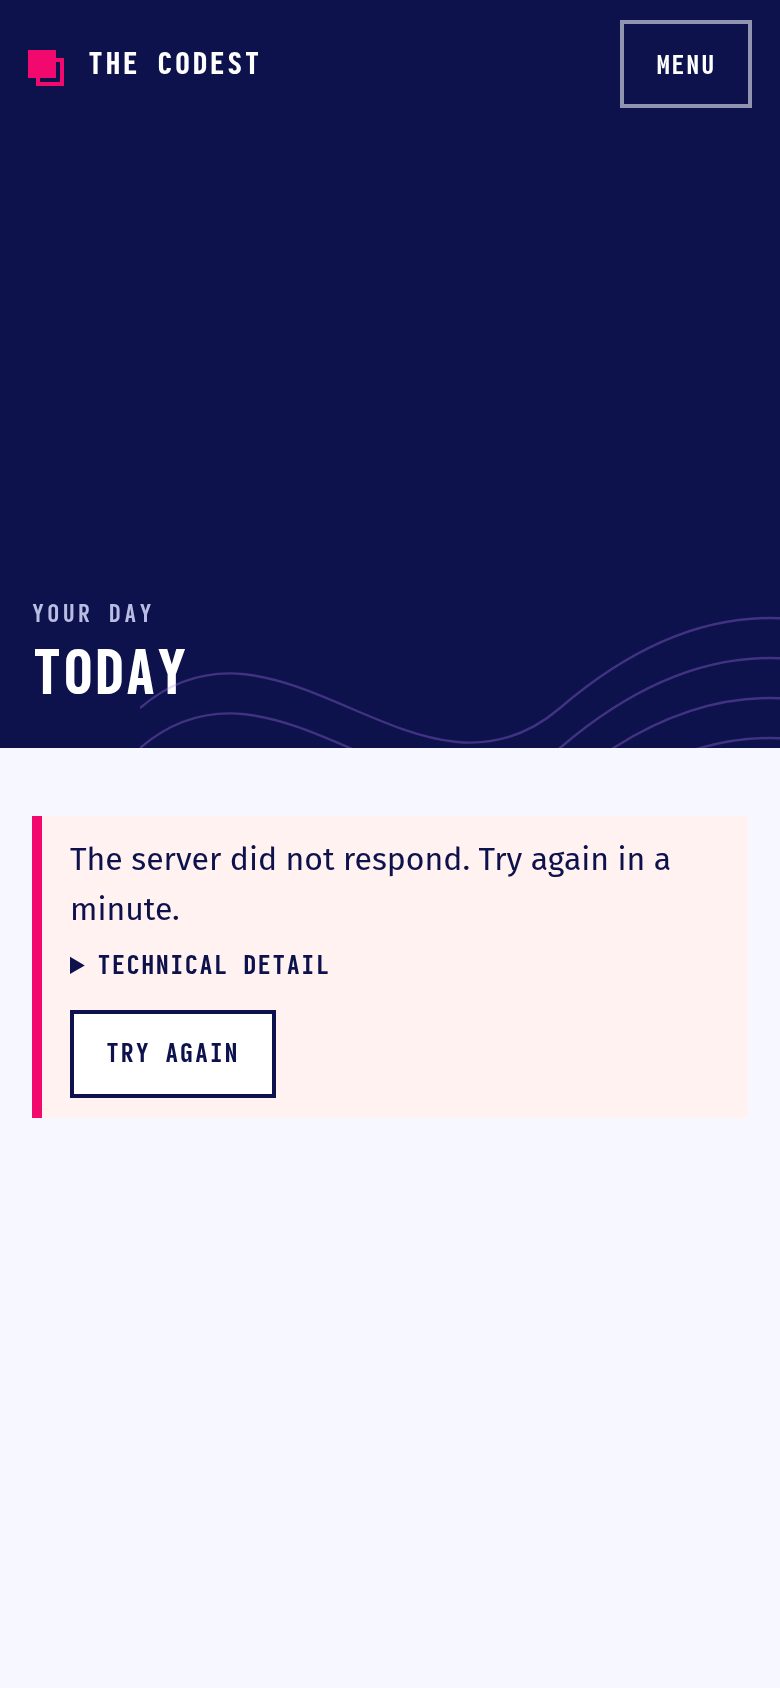 THE CODEST
MENU
YOUR DAY
TODAY
The server did not respond. Try again in a
minute.
TECHNICAL DETAIL
TRY AGAIN